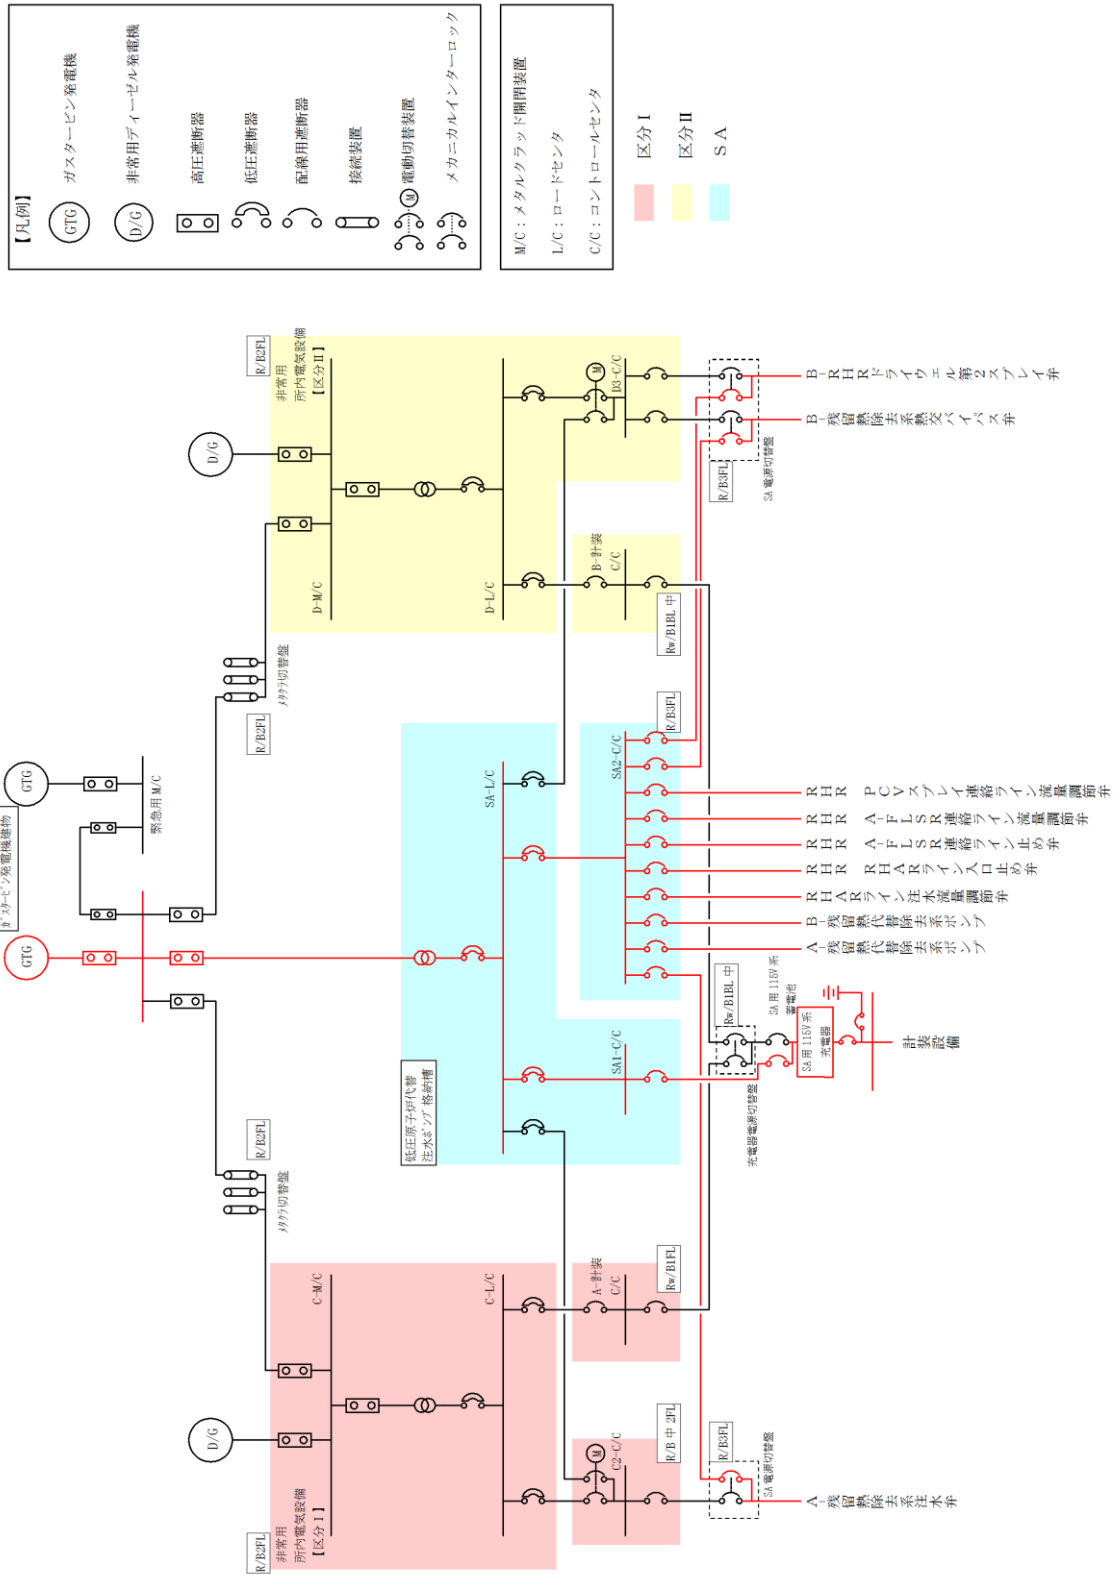 【凡例】
GTG ガスタービン発電機
D/G 非常用ディーゼル発電機
高圧遮断器
低圧遮断器
配線用遮断器
接続装置
M 電動切替装置
メカニカルインターロック
M/C：メタルクラッド開閉装置
L/C：ロードセンタ
C/C：コントロールセンタ
区分Ⅰ
区分Ⅱ
ＳＡ
ガスタービン発電機建物
GTG
GTG
緊急用M/C
R/B2FL
メタクラ切替盤
R/B2FL
メタクラ切替盤
D/G
R/B2FL
非常用
所内電気設備
【区分Ⅰ】
C-M/C
C-L/C
M
C2-C/C
R/B 中 2FL
A-計装
C/C
Rw/B1FL
R/B3FL
SA電源切替盤
A-残留熱除去系注水弁
低圧原子炉代替
注水ポンプ格納槽
SA-L/C
SA1-C/C
SA2-C/C
R/B3FL
Rw/B1BL 中
充電器電源切替盤
SA用115V系
蓄電池
SA用115V系
充電器
計装設備
A-残留熱代替除去系ポンプ
B-残留熱代替除去系ポンプ
RHARライン注水流量調節弁
RHR RHARライン入口止め弁
RHR A-FLSR連絡ライン止め弁
RHR A-FLSR連絡ライン流量調節弁
RHR PCVスプレイ連絡ライン流量調節弁
D/G
R/B2FL
非常用
所内電気設備
【区分Ⅱ】
D-M/C
D-L/C
B-計装
C/C
Rw/B1BL 中
M
D3-C/C
R/B3FL
SA電源切替盤
B-残留熱除去系熱交バイパス弁
B-RHRドライウェル第2スプレイ弁